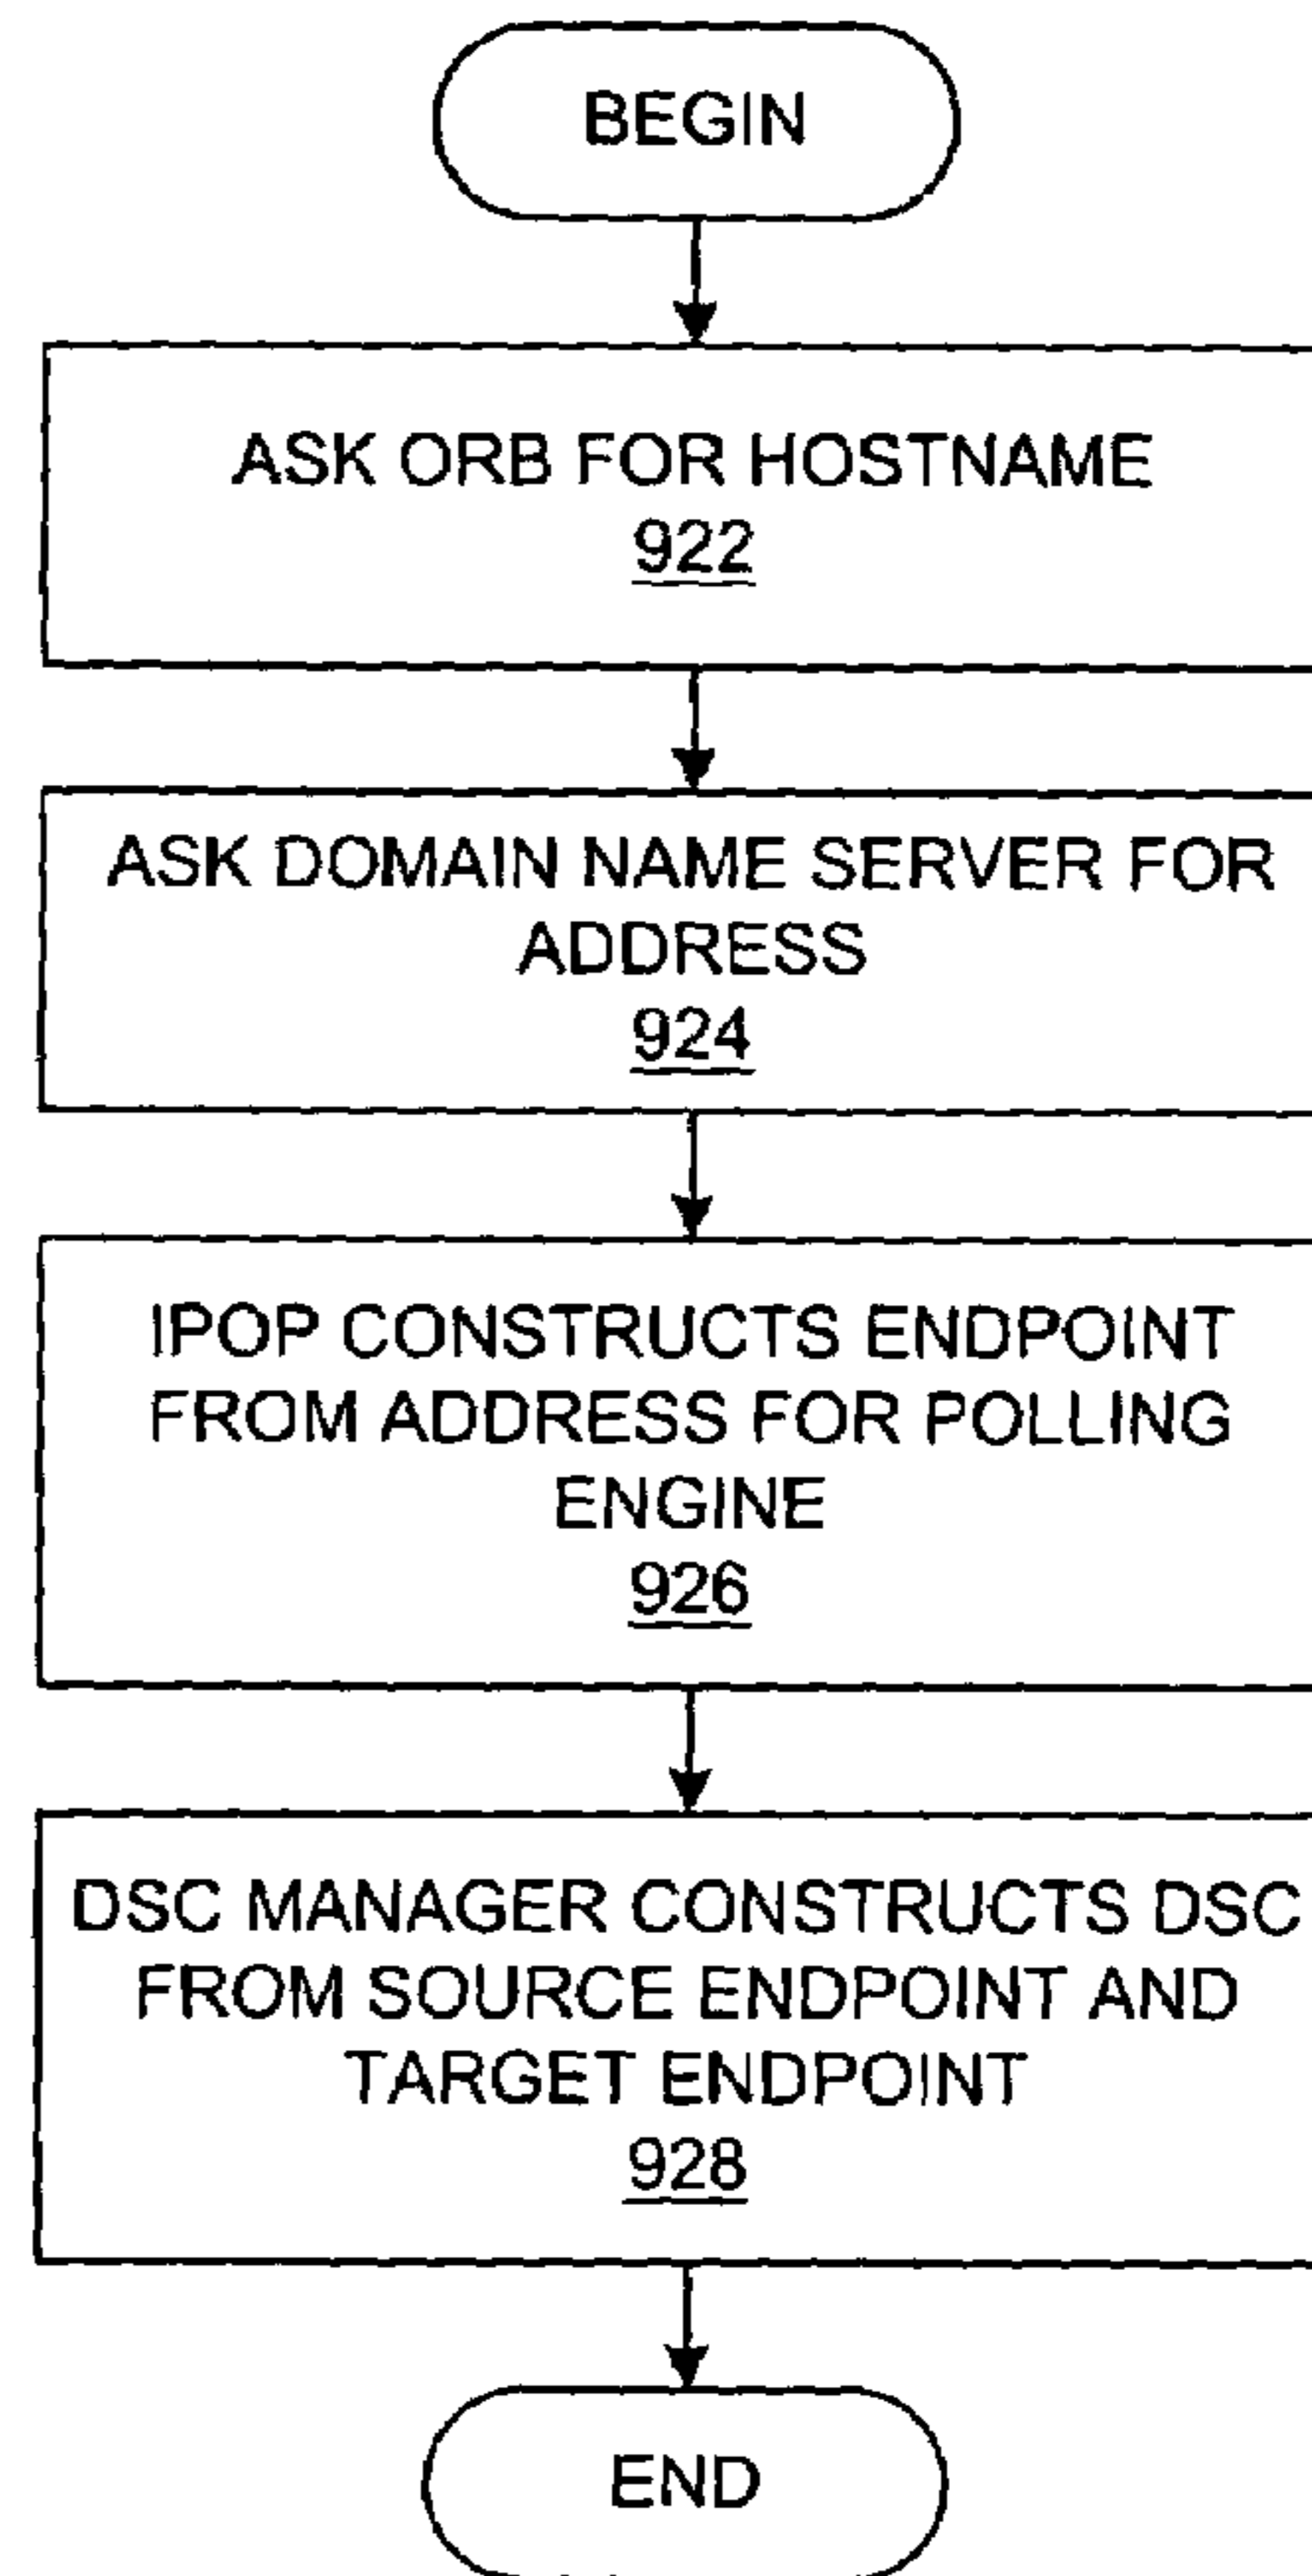 BEGIN
ASK ORB FOR HOSTNAME
922
ASK DOMAIN NAME SERVER FOR
ADDRESS
924
IPOP CONSTRUCTS ENDPOINT
FROM ADDRESS FOR POLLING
ENGINE
926
DSC MANAGER CONSTRUCTS DSC
FROM SOURCE ENDPOINT AND
TARGET ENDPOINT
928
END